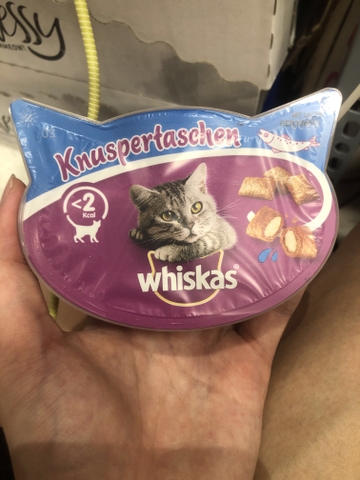 Knuspertaschen
<2
Kcal
whiskas®